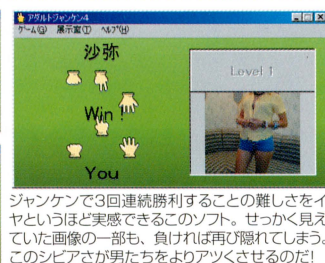 アダルトジャンケン4
ゲーム(G) 展示室(T) ヘルプ(H)
沙弥
Level 1
Win !
You
ジャンケンで3回連続勝利することの難しさをイ
ヤというほど実感できるこのソフト。せっかく見え
ていた画像の一部も、負ければ再び隠れてしまう。
このシビアさが男たちをよりアツくさせるのだ!